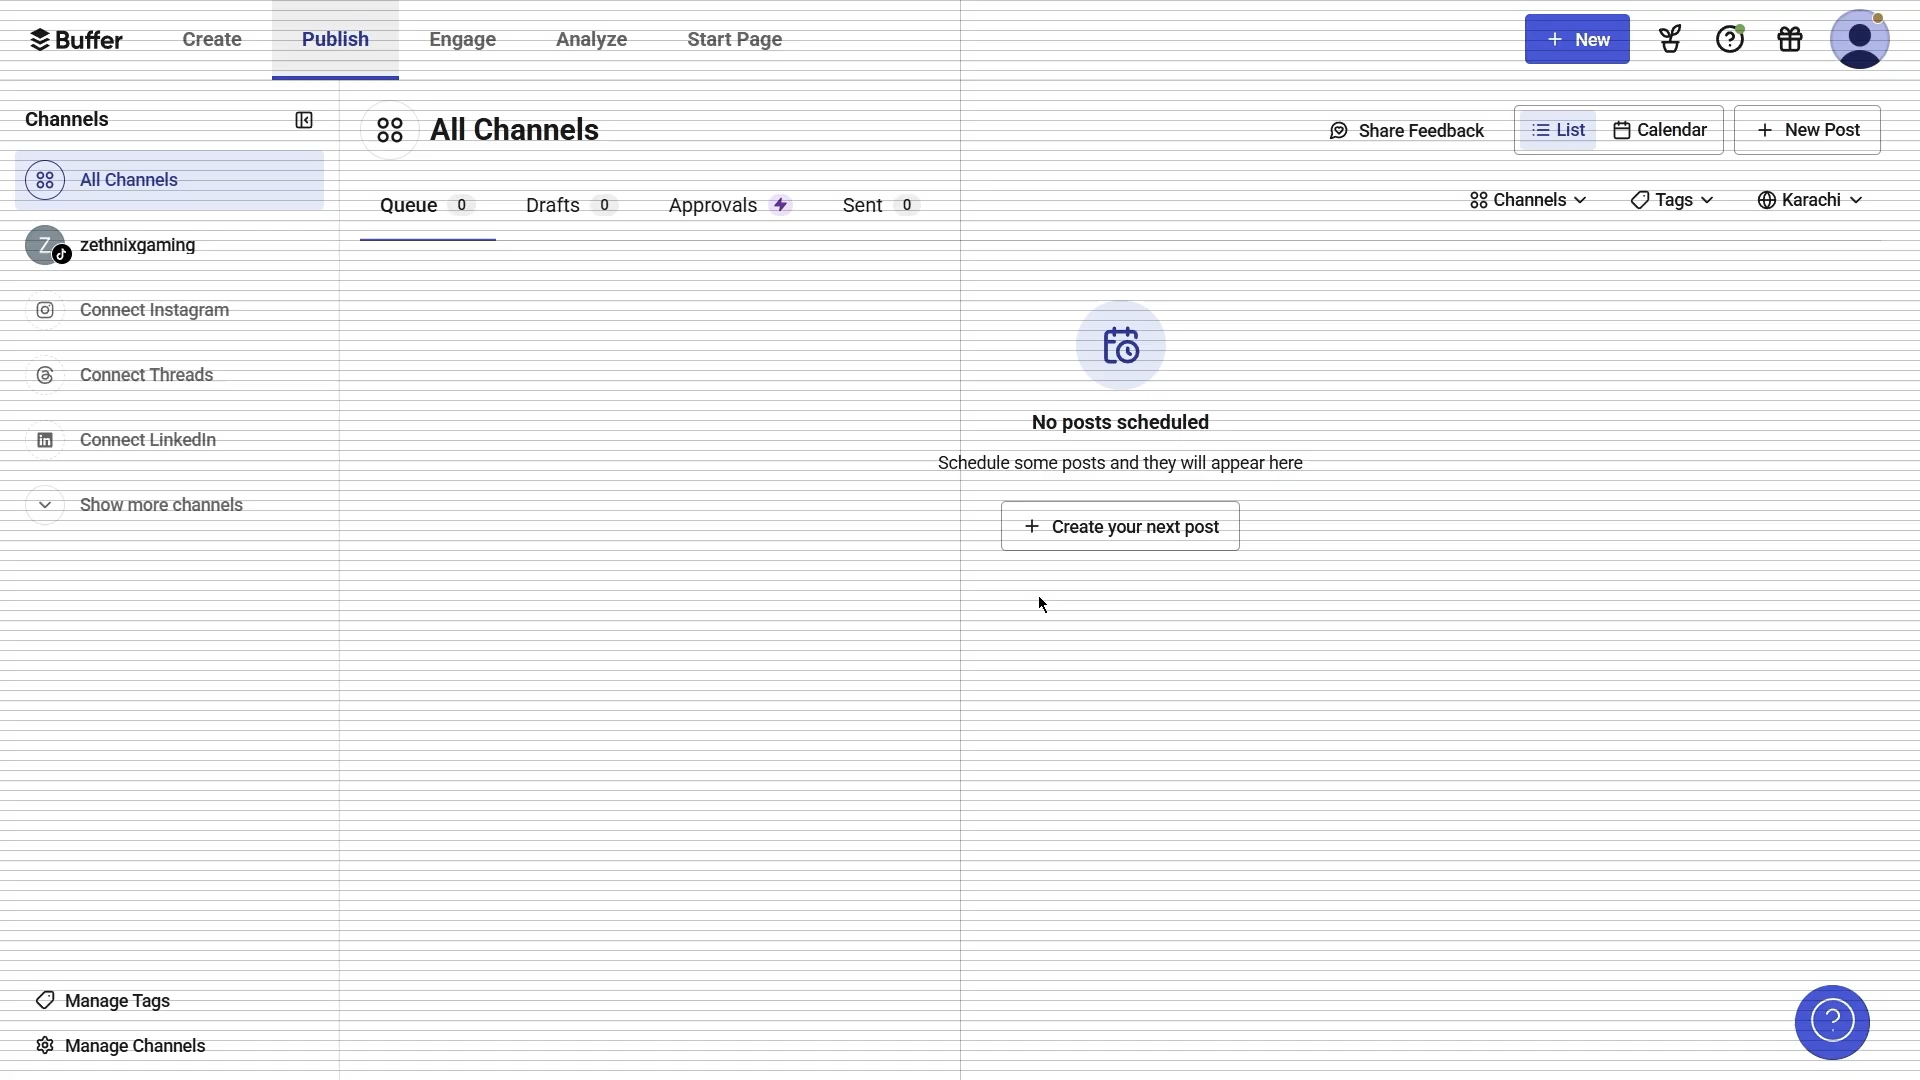 Buffer
Create
Publish
Engage
Analyze
Start Page
New
Channels
All Channels
zethnixgaming
Connect Instagram
Connect Threads
Connect LinkedIn
Show more channels
Manage Tags
Manage Channels
All Channels
Share Feedback
List
Calendar
New Post
Queue 0
Drafts 0
Approvals
Sent 0
Channels
Tags
Karachi
No posts scheduled
Schedule some posts and they will appear here
Create your next post